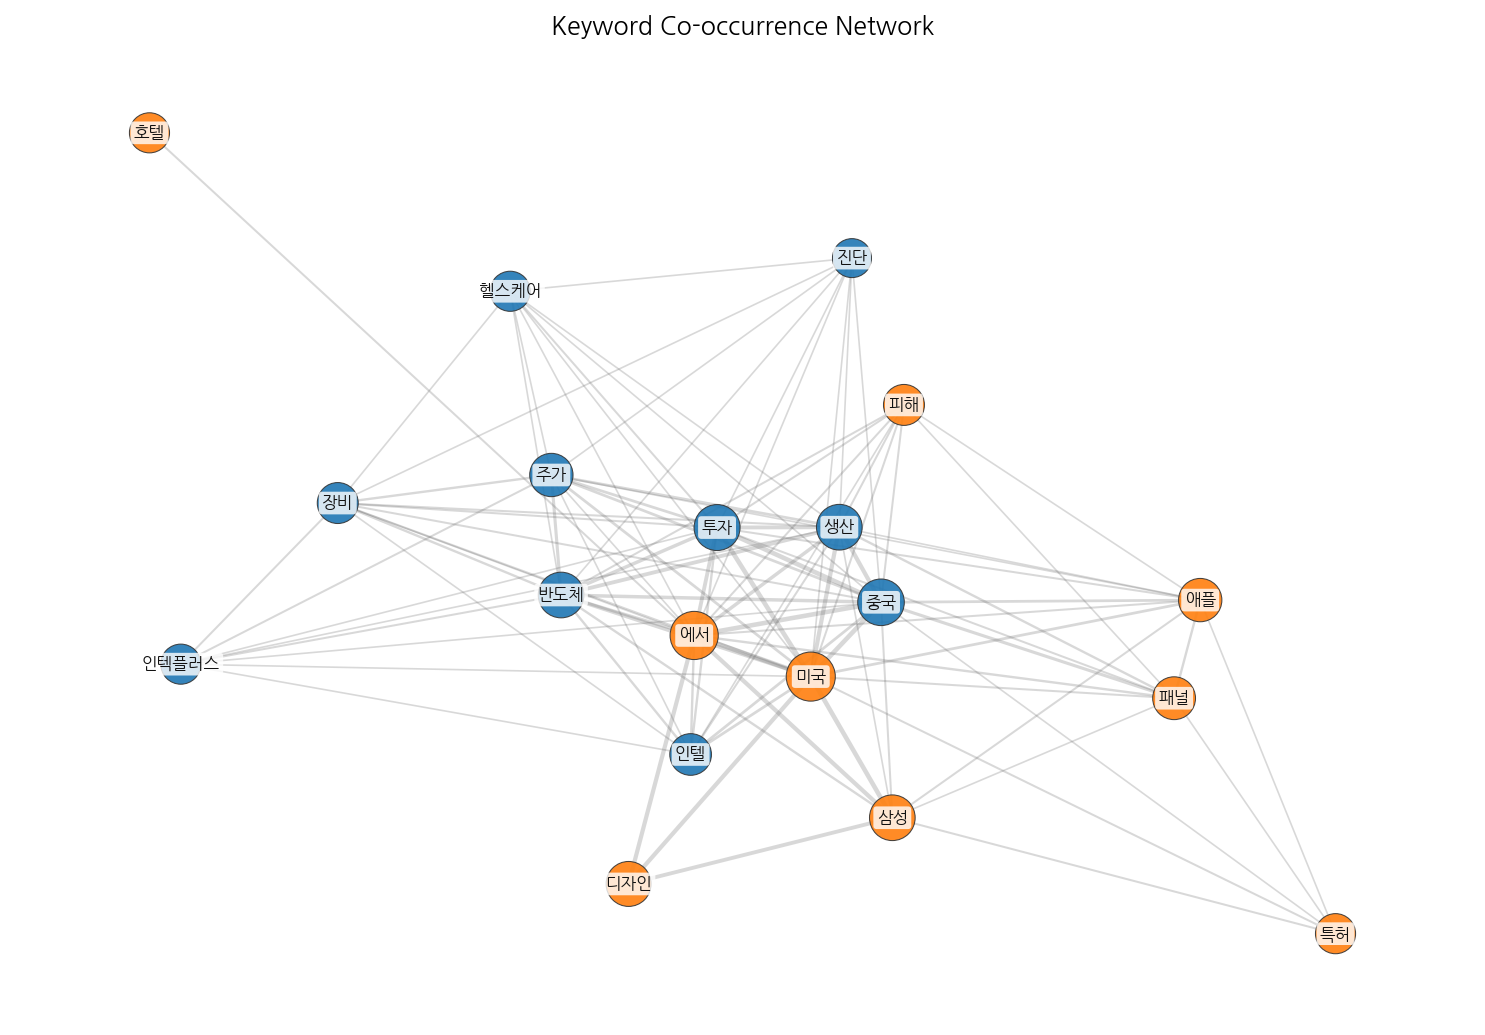 Keyword Co-occurrence Network
호텔
진단
헬스케어
피해
주가
장비
투자
생산
반도체
중국
애플
에서
인텍플러스
미국
패널
인텔
삼성
디자인
특허